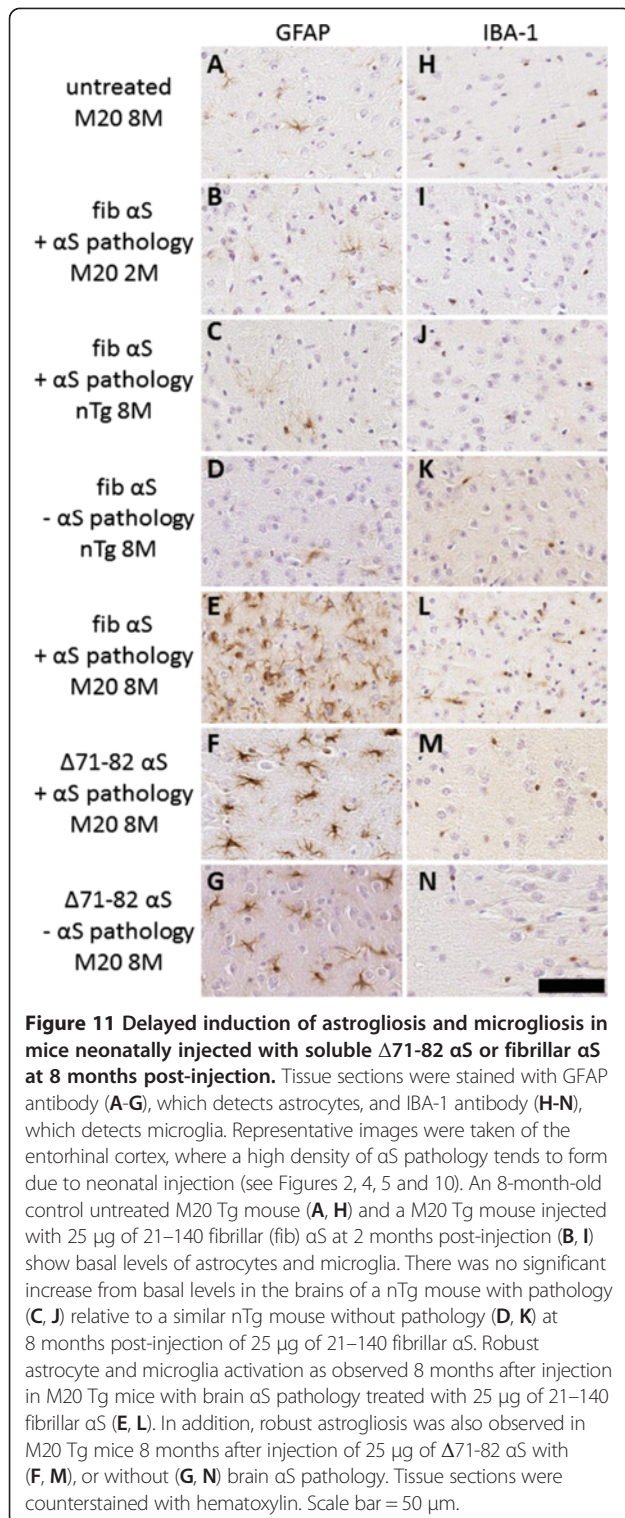 GFAP IBA-1
untreated
M20 8M
A H
fib αS
+ αS pathology
M20 2M
B I
fib αS
+ αS pathology
nTg 8M
C J
fib αS
- αS pathology
nTg 8M
D K
fib αS
+ αS pathology
M20 8M
E L
Δ71-82 αS
+ αS pathology
M20 8M
F M
Δ71-82 αS
- αS pathology
M20 8M
G N
Figure 11 Delayed induction of astrogliosis and microgliosis in
mice neonatally injected with soluble Δ71-82 αS or fibrillar αS
at 8 months post-injection. Tissue sections were stained with GFAP
antibody (A-G), which detects astrocytes, and IBA-1 antibody (H-N),
which detects microglia. Representative images were taken of the
entorhinal cortex, where a high density of αS pathology tends to form
due to neonatal injection (see Figures 2, 4, 5 and 10). An 8-month-old
control untreated M20 Tg mouse (A, H) and a M20 Tg mouse injected
with 25 μg of 21–140 fibrillar (fib) αS at 2 months post-injection (B, I)
show basal levels of astrocytes and microglia. There was no significant
increase from basal levels in the brains of a nTg mouse with pathology
(C, J) relative to a similar nTg mouse without pathology (D, K) at
8 months post-injection of 25 μg of 21–140 fibrillar αS. Robust
astrocyte and microglia activation as observed 8 months after injection
in M20 Tg mice with brain αS pathology treated with 25 μg of 21–140
fibrillar αS (E, L). In addition, robust astrogliosis was also observed in
M20 Tg mice 8 months after injection of 25 μg of Δ71-82 αS with
(F, M), or without (G, N) brain αS pathology. Tissue sections were
counterstained with hematoxylin. Scale bar = 50 μm.